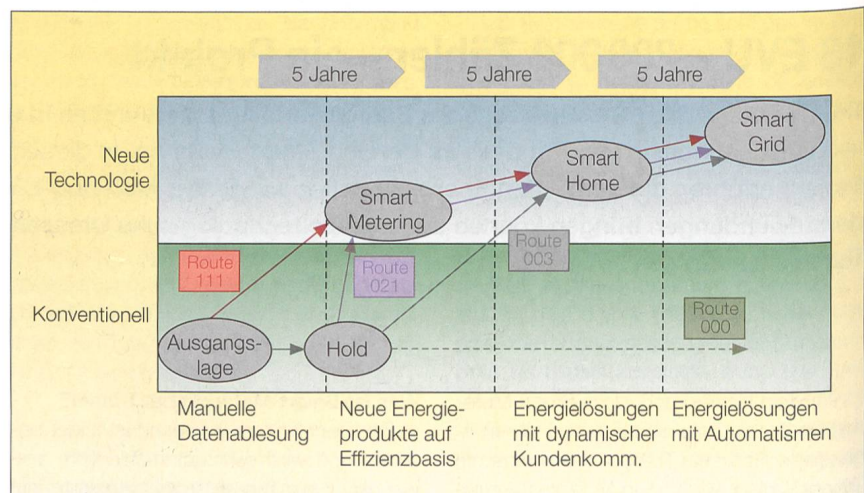 5 Jahre
5 Jahre
5 Jahre
Neue
Technologie
Smart
Grid
Smart
Home
Smart
Metering
Route
111
Route
021
Route
003
Route
000
Konventionell
Ausgangs-
lage
Hold
Manuelle
Datenablesung
Neue Energie-
produkte auf
Effizienzbasis
Energielösungen
mit dynamischer
Kundenkomm.
Energielösungen
mit Automatismen